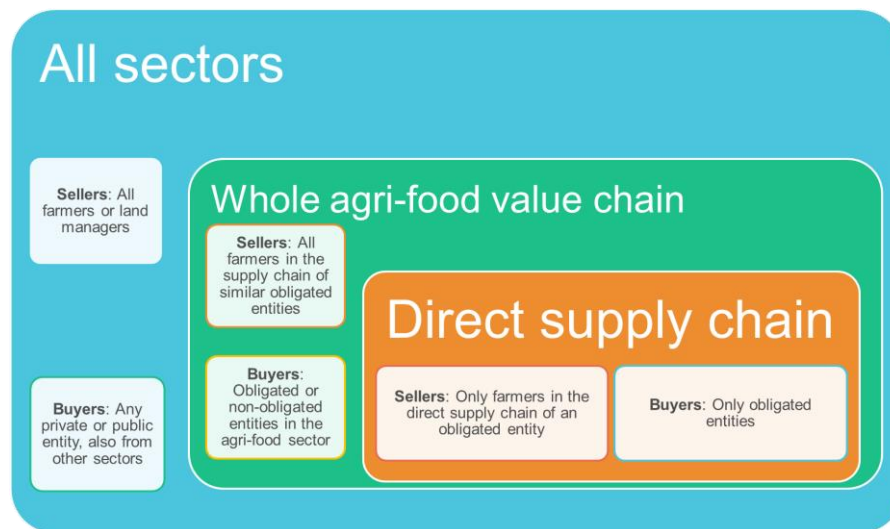 All sectors
Sellers: All
farmers or land
managers
Buyers: Any
private or public
entity, also from
other sectors
Whole agri-food value chain
Sellers: All
farmers in the
supply chain of
similar obligated
entities
Buyers:
Obligated or
non-obligated
entities in the
agri-food sector
Direct supply chain
Sellers: Only farmers in the
direct supply chain of an
obligated entity
Buyers: Only obligated
entities